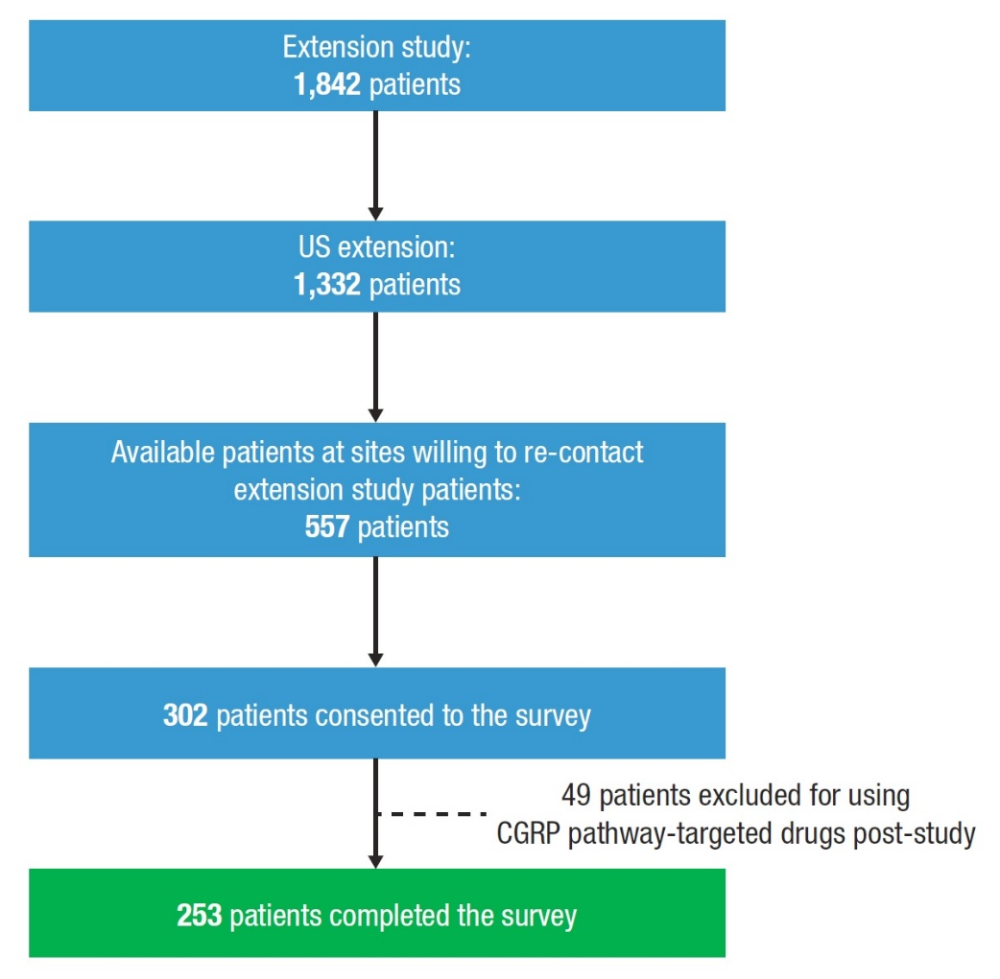 Extension study:
1,842 patients
US extension:
1,332 patients
Available patients at sites willing to re-contact
extension study patients:
557 patients
302 patients consented to the survey
49 patients excluded for using
CGRP pathway-targeted drugs post-study
253 patients completed the survey